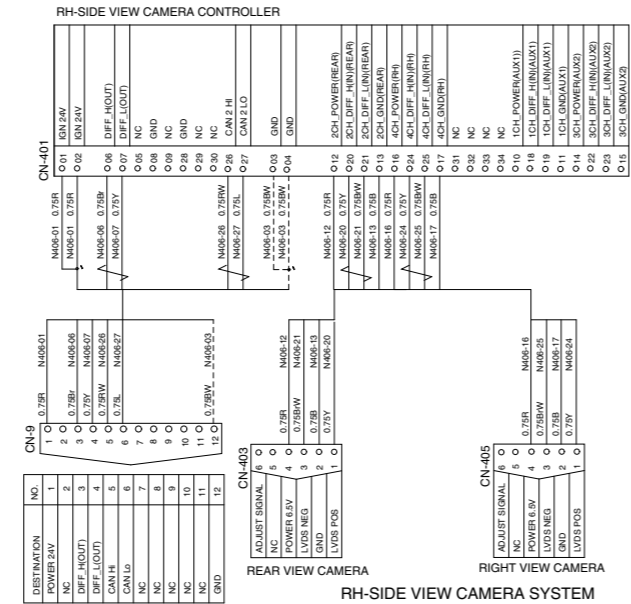 RH-SIDE VIEW CAMERA CONTROLLER
CN-401
IGN 24V
IGN 24V
DIFF_H(OUT)
DIFF_L(OUT)
NC
GND
NC
GND
NC
NC
CAN 2 HI
CAN 2 LO
GND
GND
2CH_POWER(REAR)
2CH_DIFF_H(IN)(REAR)
2CH_DIFF_L(IN)(REAR)
2CH_GND(REAR)
4CH_POWER(RH)
4CH_DIFF_H(IN)(RH)
4CH_DIFF_L(IN)(RH)
4CH_GND(RH)
NC
NC
NC
NC
1CH_POWER(AUX1))
1CH_DIFF_H(IN)(AUX1)
1CH_DIFF_L(IN)(AUX1)
1CH_GND(AUX1)
3CH_POWER(AUX2)
3CH_DIFF_H(IN)(AUX2)
3CH_DIFF_L(IN)(AUX2)
3CH_GND(AUX2)
01
02
06
07
05
08
09
28
29
30
26
27
03
04
12
20
21
13
16
24
25
17
31
32
33
34
10
18
19
11
14
22
23
15
N406-01 0.75R
N406-01 0.75R
N406-06 0.75Br
N406-07 0.75Y
N406-26 0.75RW
N406-27 0.75L
N406-03 0.75BW
N406-03 0.75BW
N406-12 0.75R
N406-20 0.75Y
N406-21 0.75BrW
N406-13 0.75B
N406-16 0.75R
N406-24 0.75Y
N406-25 0.75BrW
N406-17 0.75B
CN-9
0.75R N406-01
0.75Br N406-06
0.75Y N406-07
0.75RW N406-26
0.75L N406-27
0.75BW N406-03
1
2
3
4
5
6
7
8
9
10
11
12
DESTINATION NO.
POWER 24V 1
NC 2
DIFF_H(OUT) 3
DIFF_L(OUT) 4
CAN Hi 5
CAN Lo 6
NC 7
NC 8
NC 9
NC 10
NC 11
GND 12
CN-403
0.75R N406-12
0.75BrW N406-21
0.75B N406-13
0.75Y N406-20
ADJUST SIGNAL 6
NC 5
POWER 6.5V 4
LVDS NEG 3
GND 2
LVDS POS 1
REAR VIEW CAMERA
CN-405
0.75R N406-16
0.75BrW N406-25
0.75B N406-17
0.75Y N406-24
ADJUST SIGNAL 6
NC 5
POWER 6.5V 4
LVDS NEG 3
GND 2
LVDS POS 1
RIGHT VIEW CAMERA
RH-SIDE VIEW CAMERA SYSTEM